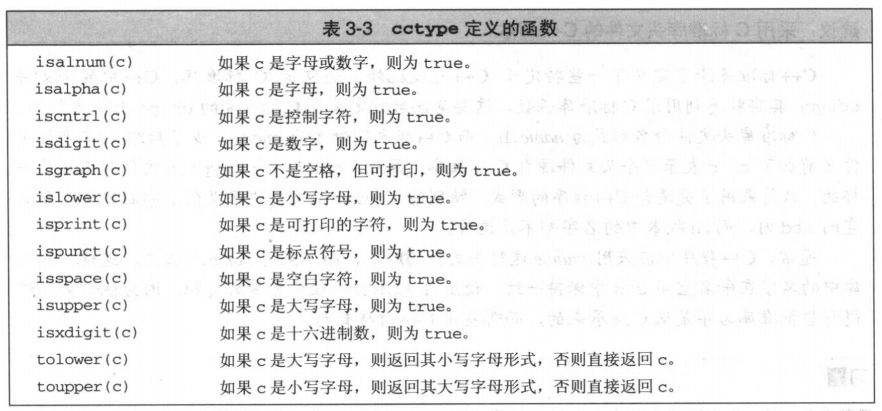 表 3-3 cctype 定义的函数
isalnum(c) 如果 c 是字母或数字，则为 true。
isalpha(c) 如果 c 是字母，则为 true。
iscntrl(c) 如果 c 是控制字符，则为 true。
isdigit(c) 如果 c 是数字，则为 true。
isgraph(c) 如果 c 不是空格，但可打印，则为 true。
islower(c) 如果 c 是小写字母，则为 true。
isprint(c) 如果 c 是可打印的字符，则为 true。
ispunct(c) 如果 c 是标点符号，则为 true。
isspace(c) 如果 c 是空白字符，则为 true。
isupper(c) 如果 c 是大写字母，则为 true。
isxdigit(c) 如果 c 是十六进制数，则为 true。
tolower(c) 如果 c 是大写字母，则返回其小写字母形式，否则直接返回 c。
toupper(c) 如果 c 是小写字母，则返回其大写字母形式，否则直接返回 c。